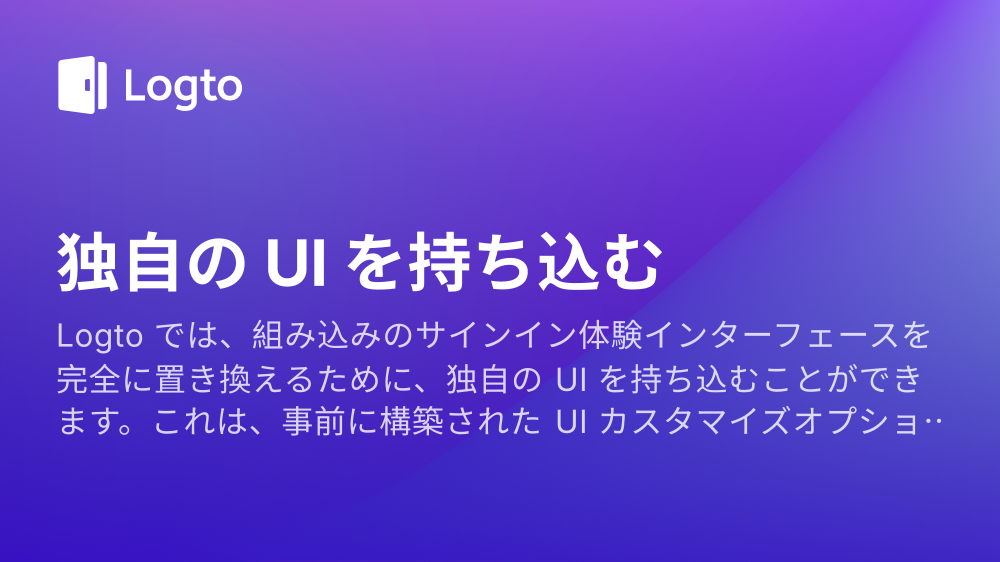 Logto
独自の UI を持ち込む
Logto では、組み込みのサインイン体験インターフェースを
完全に置き換えるために、独自の UI を持ち込むことができ
ます。これは、事前に構築された UI カスタマイズオプショ··